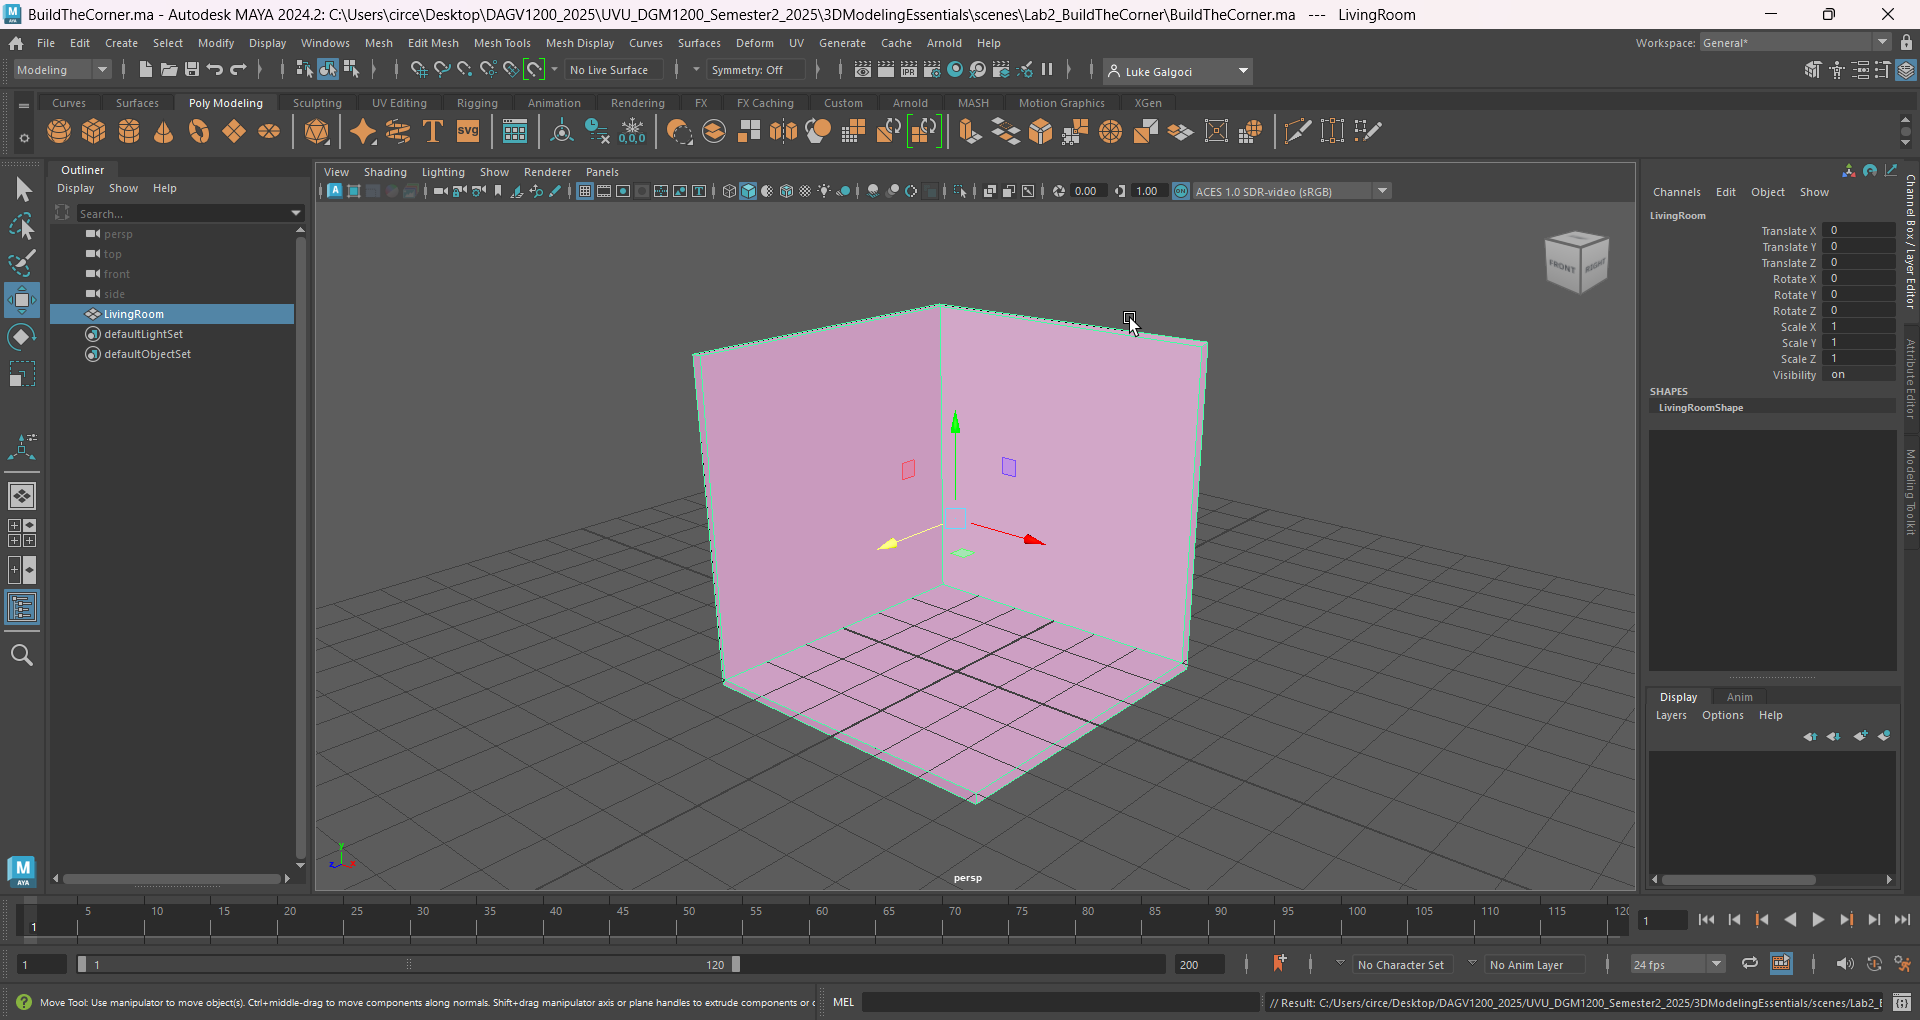 BuildTheCorner.ma - Autodesk MAYA 2024.2: C:\Users\circe\Desktop\DAGV1200_2025\UVU_DGM1200_Semester2_2025\3DModelingEssentials\scenes\Lab2_BuildTheCorner\BuildTheCorner.ma --- LivingRoom
File Edit Create Select Modify Display Windows Mesh Edit Mesh Mesh Tools Mesh Display Curves Surfaces Deform UV Generate Cache Arnold Help
Workspace: General*
Modeling
No Live Surface
Symmetry: Off
IPR
Luke Galgoci
Curves Surfaces Poly Modeling Sculpting UV Editing Rigging Animation Rendering FX FX Caching Custom Arnold MASH Motion Graphics XGen
T
SVG
0,0,0
Outliner
Display Show Help
Search...
persp
top
front
side
LivingRoom
defaultLightSet
defaultObjectSet
View Shading Lighting Show Renderer Panels
0.00
1.00
ON
ACES 1.0 SDR-video (sRGB)
FRONT RIGHT
y
z
x
persp
Channels Edit Object Show
LivingRoom
Translate X 0
Translate Y 0
Translate Z 0
Rotate X 0
Rotate Y 0
Rotate Z 0
Scale X 1
Scale Y 1
Scale Z 1
Visibility on
SHAPES
LivingRoomShape
Channel Box / Layer Editor
Attribute Editor
Modeling Toolkit
Display Anim
Layers Options Help
M
AYA
1
5 10 15 20 25 30 35 40 45 50 55 60 65 70 75 80 85 90 95 100 105 110 115 120
1
1
1
120
200
No Character Set
No Anim Layer
24 fps
Move Tool: Use manipulator to move object(s). Ctrl+middle-drag to move components along normals. Shift+drag manipulator axis or plane handles to extrude components or c
MEL
// Result: C:/Users/circe/Desktop/DAGV1200_2025/UVU_DGM1200_Semester2_2025/3DModelingEssentials/scenes/Lab2_E